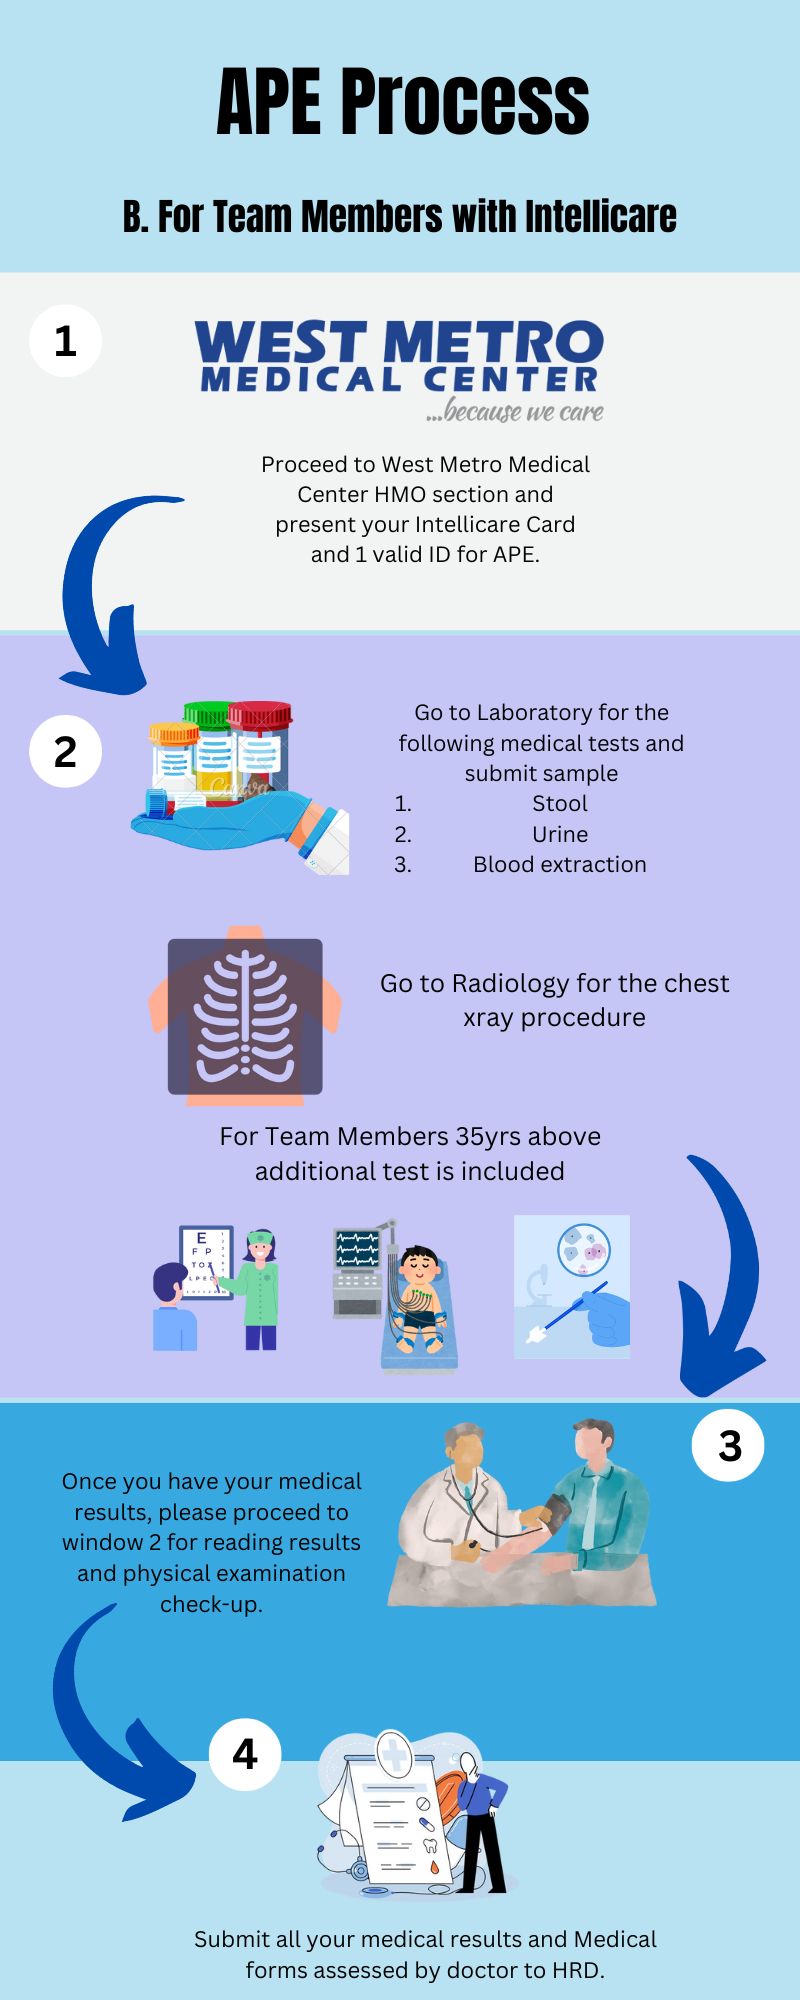 APE Process
B. For Team Members with Intellicare
1
WEST METRO
MEDICAL CENTER
...because we care
Proceed to West Metro Medical
Center HMO section and
present your Intellicare Card
and 1 valid ID for APE.
2
Canva
Go to Laboratory for the
following medical tests and
submit sample
1. Stool
2. Urine
3. Blood extraction
Go to Radiology for the chest
xray procedure
For Team Members 35yrs above
additional test is included
E
F P
TOZ
LPED
3
Once you have your medical
results, please proceed to
window 2 for reading results
and physical examination
check-up.
4
Submit all your medical results and Medical
forms assessed by doctor to HRD.